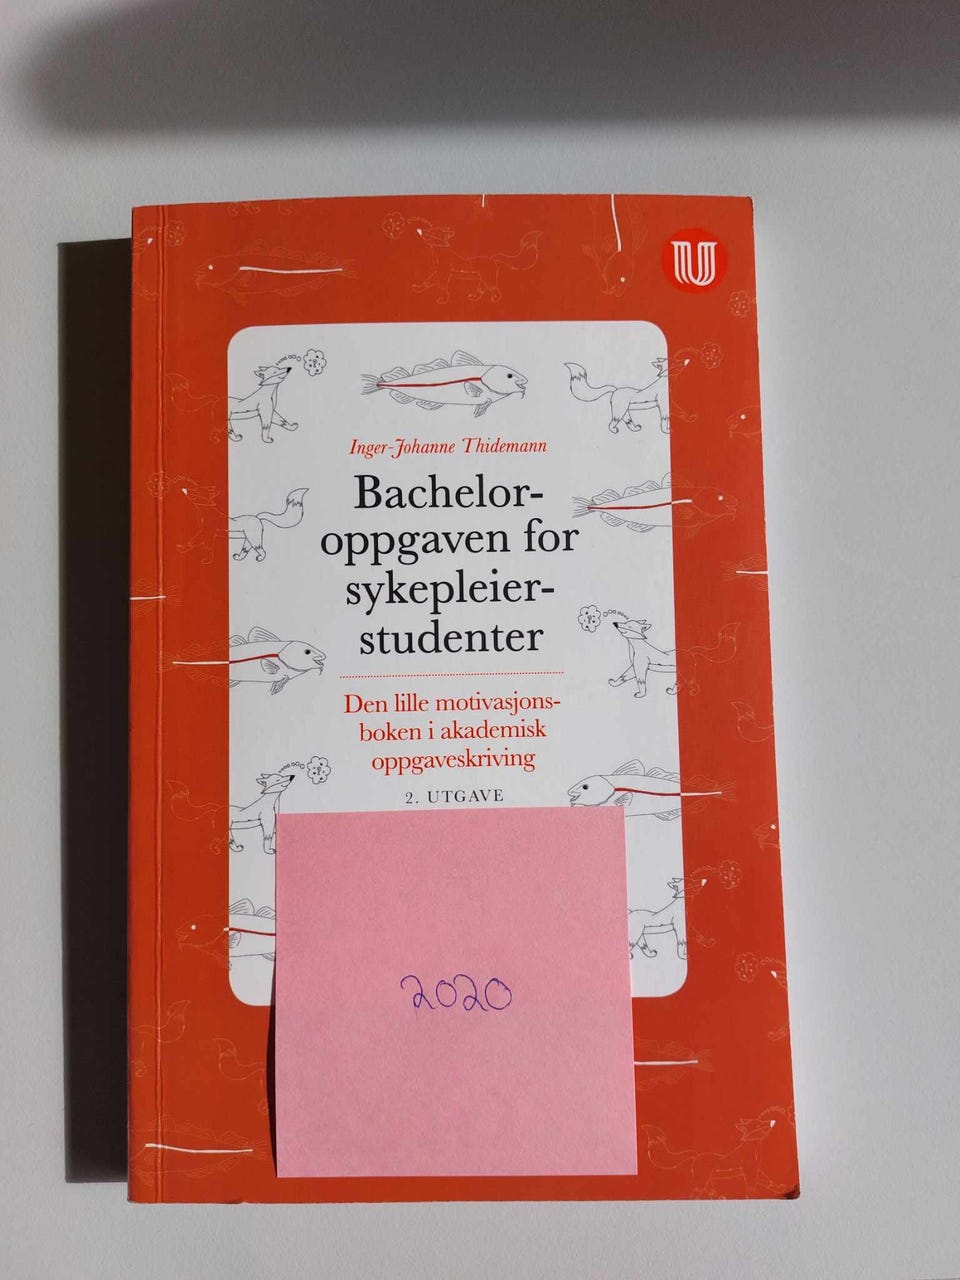 U
Inger-Johanne Thidemann
Bachelor-
oppgaven for
sykepleier-
studenter
Den lille motivasjons-
boken i akademisk
oppgaveskriving
2. UTGAVE
2020